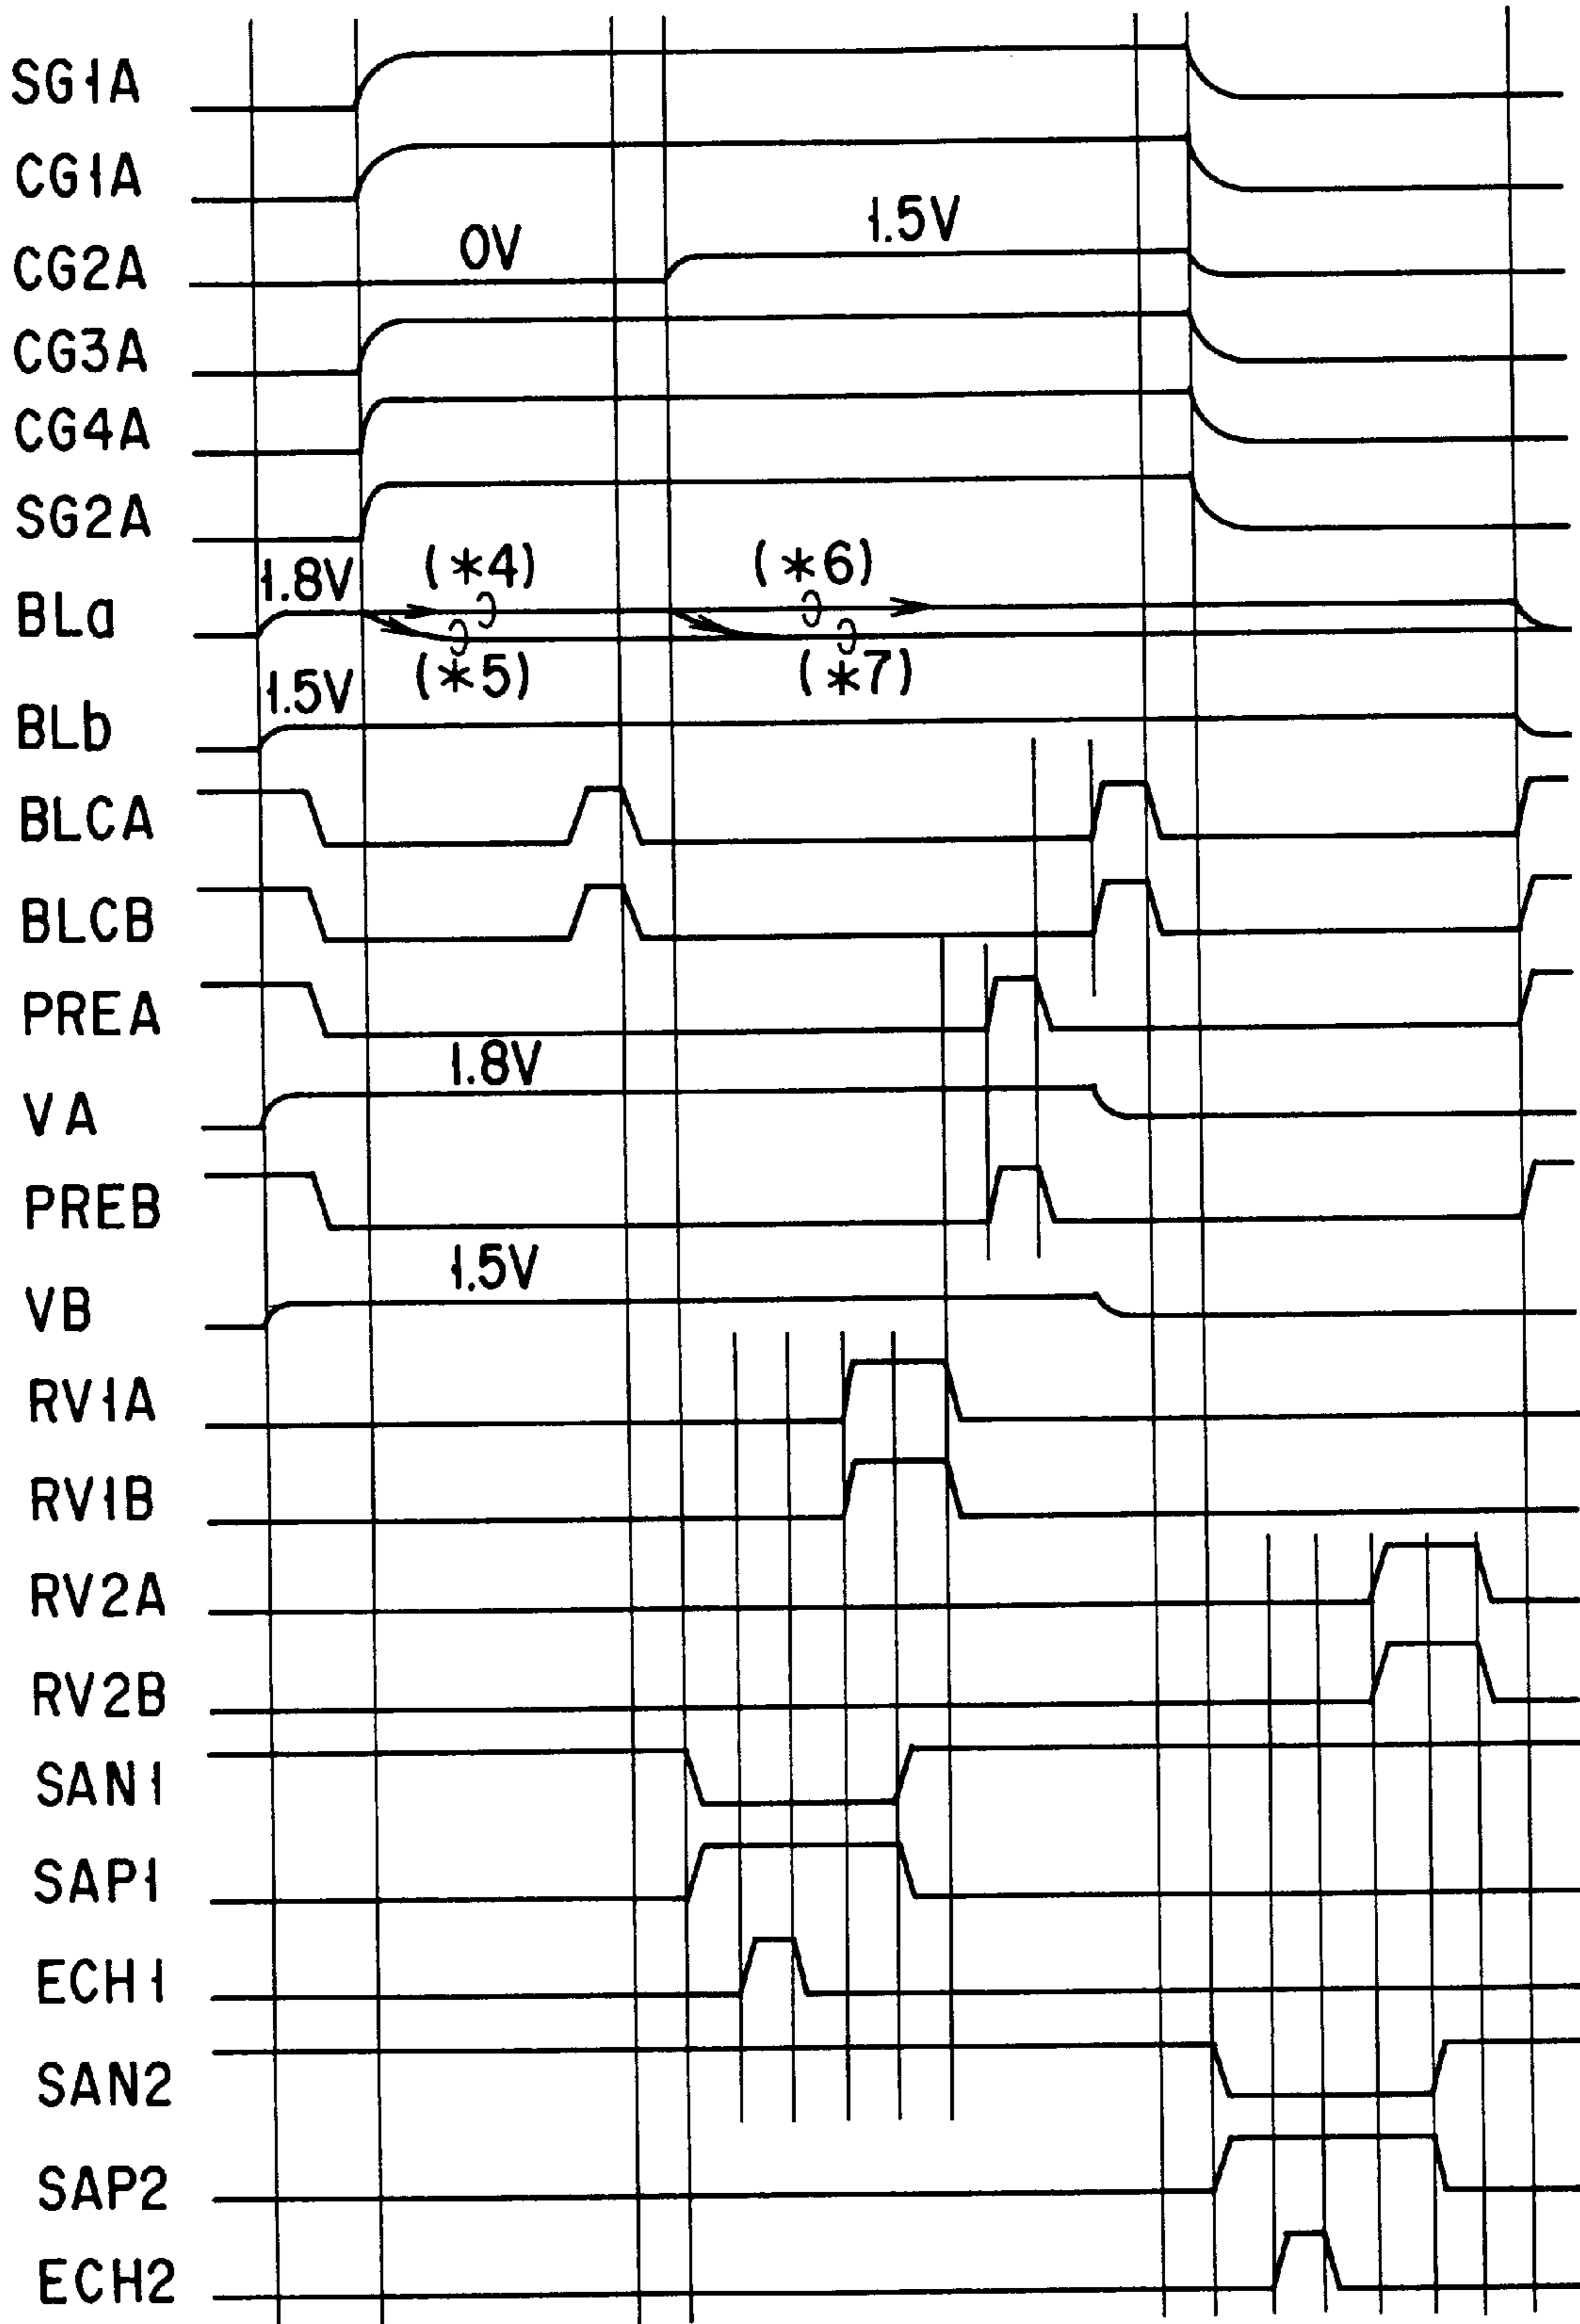 SG1A
CG1A
1.5V
0V
CG2A
CG3A
CG4A
SG2A
1.8V (*4) (*6)
BLa
(*5) (*7)
1.5V
BLb
BLCA
BLCB
PREA
1.8V
VA
PREB
1.5V
VB
RV1A
RV1B
RV2A
RV2B
SAN1
SAP1
ECH1
SAN2
SAP2
ECH2